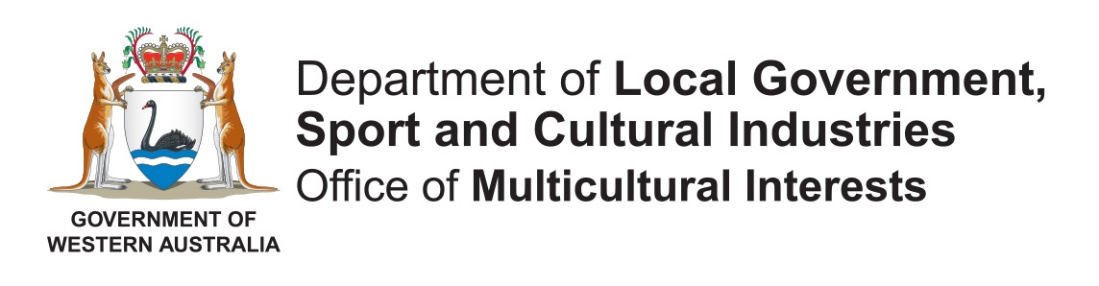 Department of Local Government,
Sport and Cultural Industries
Office of Multicultural Interests
GOVERNMENT OF
WESTERN AUSTRALIA